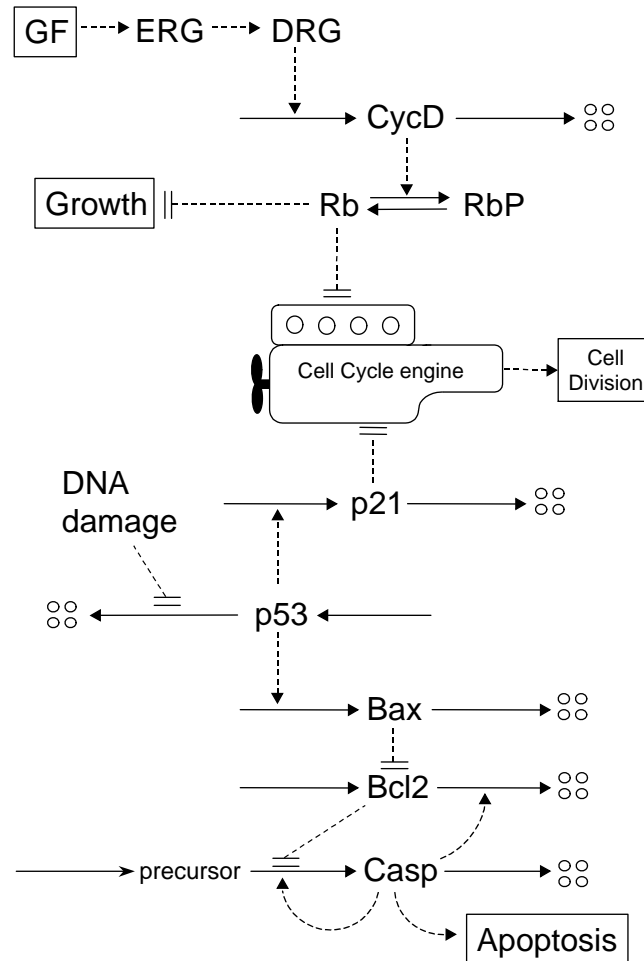 GF ERG DRG
CycD
Growth Rb RbP
Cell Cycle engine
Cell
Division
DNA
damage
p21
p53
Bax
Bcl2
precursor Casp
Apoptosis